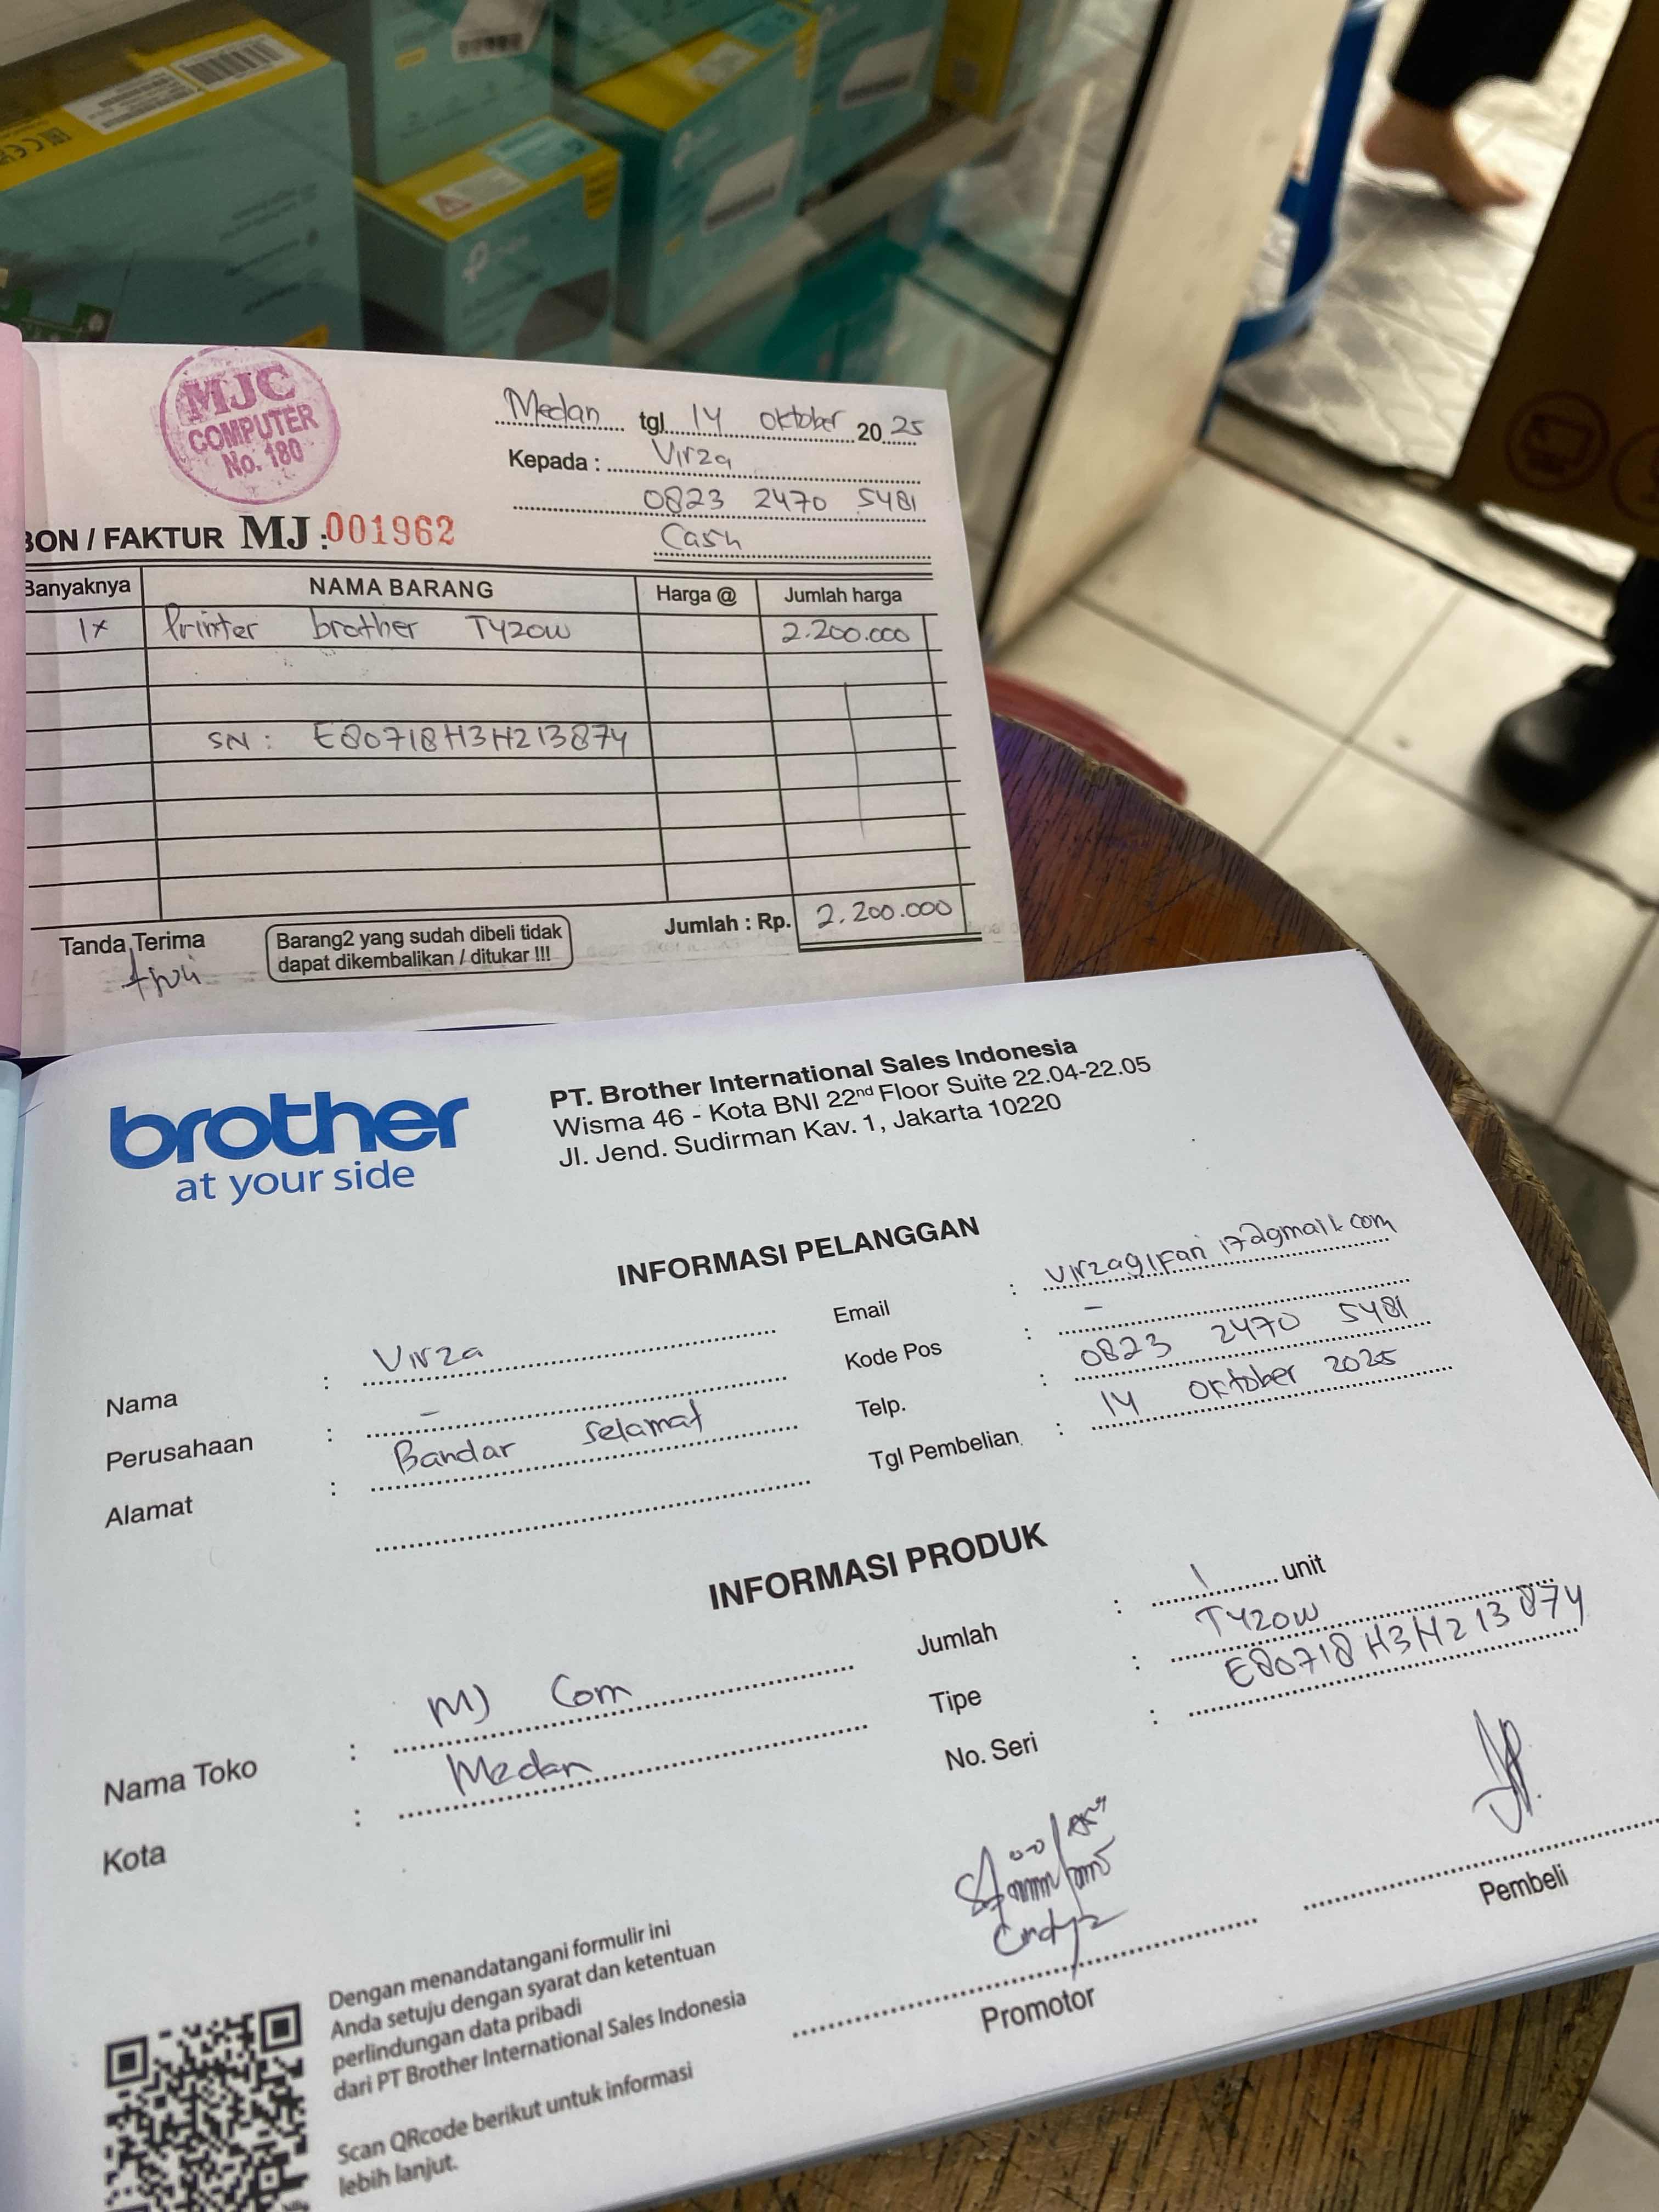 MJC
COMPUTER
No. 180
Medan tgl 14 oktober 2025
Kepada : Virza
0823 2470 5481
Cash
BON / FAKTUR MJ : 001962
Banyaknya NAMA BARANG Harga @ Jumlah harga
1x Printer brother T420W 2.200.000
SN : E80718H3H213874
Jumlah : Rp. 2.200.000
Tanda Terima
Barang2 yang sudah dibeli tidak
dapat dikembalikan / ditukar !!!
brother
at your side
PT. Brother International Sales Indonesia
Wisma 46 - Kota BNI 22nd Floor Suite 22.04-22.05
Jl. Jend. Sudirman Kav. 1, Jakarta 10220
INFORMASI PELANGGAN
Nama : Virza
Perusahaan : -
Alamat : Bandar Selamat
Email : virzagifari17@gmail.com
Kode Pos : -
Telp. : 0823 2470 5481
Tgl Pembelian : 14 oktober 2025
INFORMASI PRODUK
Nama Toko : MJ Com
Kota : Medan
Jumlah : 1 unit
Tipe : T420W
No. Seri : E80718H3H213874
Promotor
Pembeli
Dengan menandatangani formulir ini
Anda setuju dengan syarat dan ketentuan
perlindungan data pribadi
dari PT Brother International Sales Indonesia
Scan QRcode berikut untuk informasi
lebih lanjut.